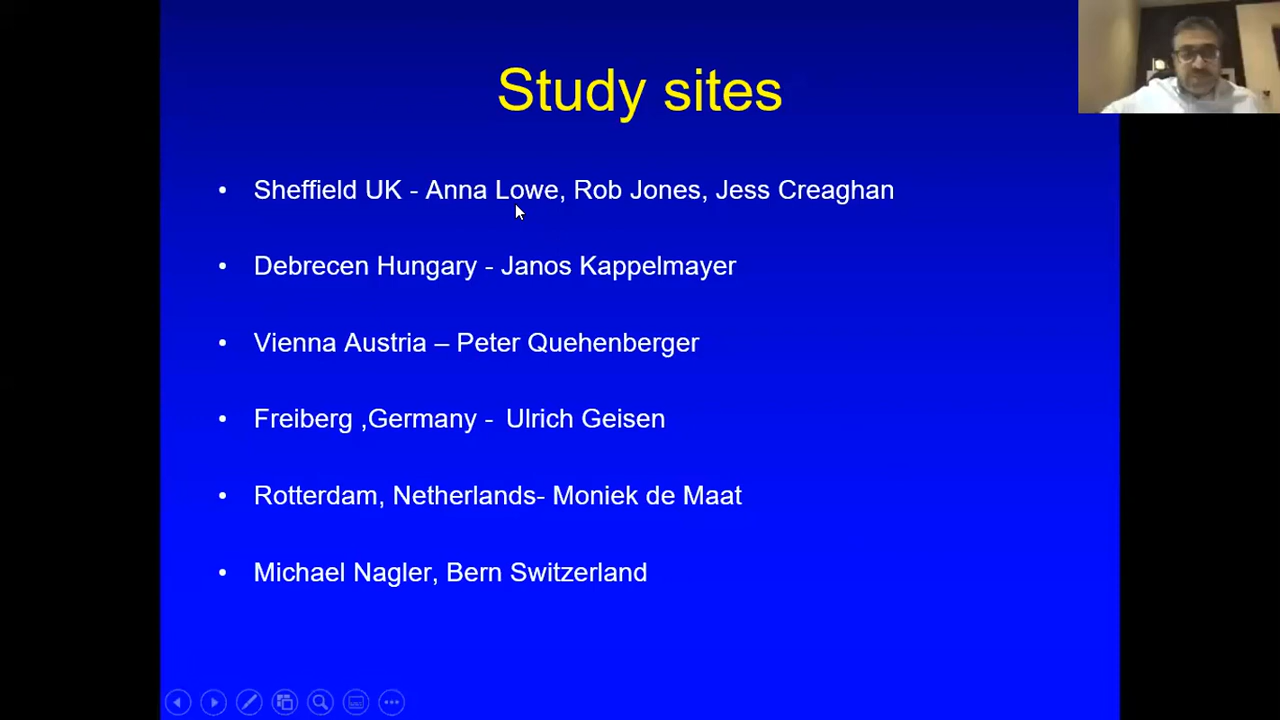 Study sites
• Sheffield UK - Anna Lowe, Rob Jones, Jess Creaghan
• Debrecen Hungary - Janos Kappelmayer
• Vienna Austria – Peter Quehenberger
• Freiberg ,Germany - Ulrich Geisen
• Rotterdam, Netherlands- Moniek de Maat
• Michael Nagler, Bern Switzerland